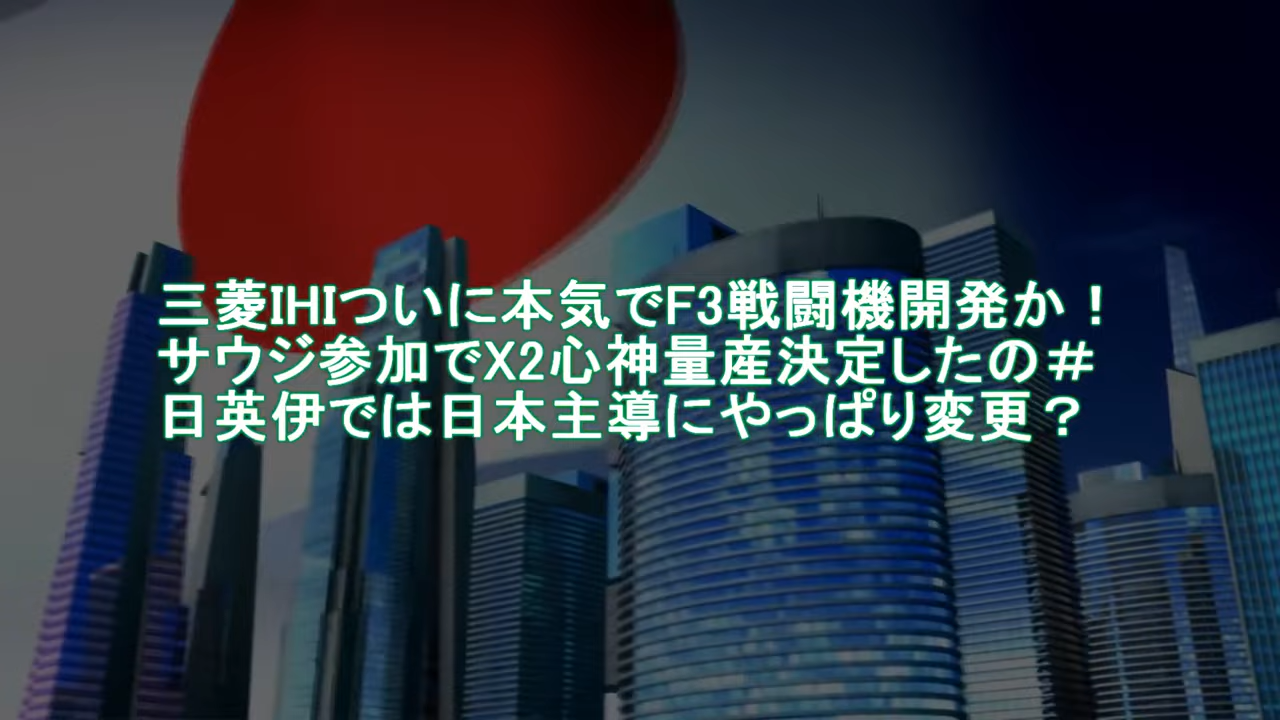 三菱IHIついに本気でF3戦闘機開発か！
サウジ参加でX2心神量産決定したの＃
日英伊では日本主導にやっぱり変更？